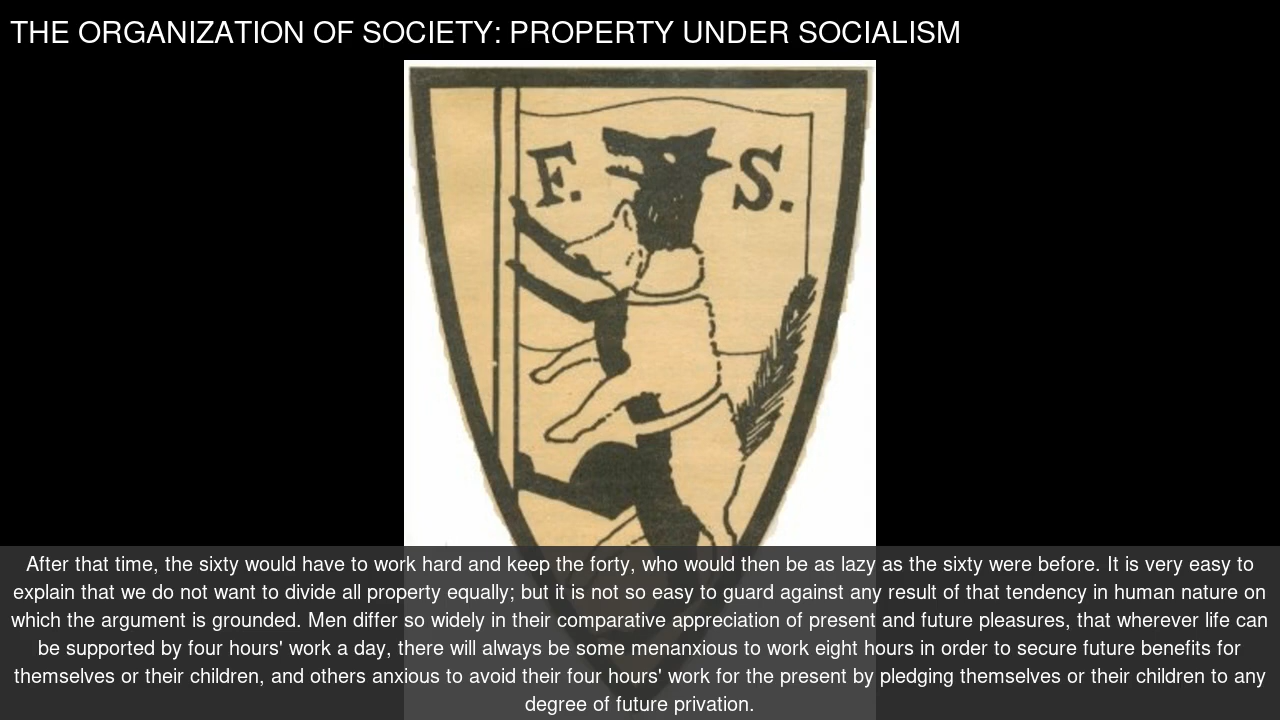 THE ORGANIZATION OF SOCIETY: PROPERTY UNDER SOCIALISM
F. S.
After that time, the sixty would have to work hard and keep the forty, who would then be as lazy as the sixty were before. It is very easy to
explain that we do not want to divide all property equally; but it is not so easy to guard against any result of that tendency in human nature on
which the argument is grounded. Men differ so widely in their comparative appreciation of present and future pleasures, that wherever life can
be supported by four hours' work a day, there will always be some menanxious to work eight hours in order to secure future benefits for
themselves or their children, and others anxious to avoid their four hours' work for the present by pledging themselves or their children to any
degree of future privation.